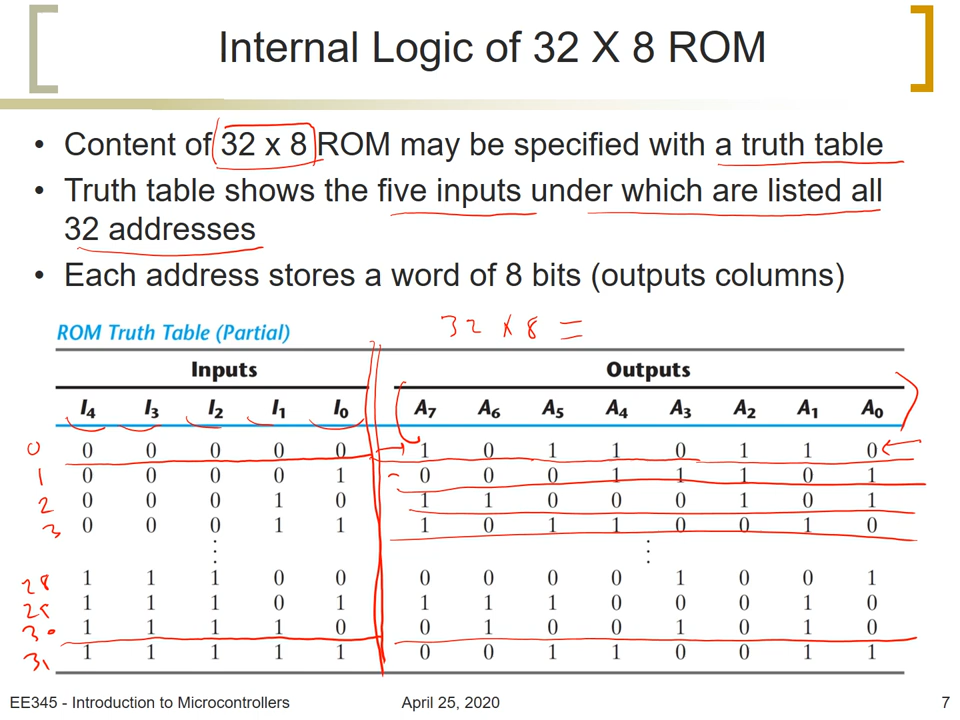 Internal Logic of 32 X 8 ROM
• Content of 32 x 8 ROM may be specified with a truth table
• Truth table shows the five inputs under which are listed all
32 addresses
• Each address stores a word of 8 bits (outputs columns)
32 x 8 =
ROM Truth Table (Partial)
Inputs Outputs
I4 I3 I2 I1 I0 A7 A6 A5 A4 A3 A2 A1 A0
0 0 0 0 0 0 1 0 1 1 0 1 1 0
1 0 0 0 0 1 0 0 0 1 1 1 0 1
2 0 0 0 1 0 1 1 0 0 0 1 0 1
3 0 0 0 1 1 1 0 1 1 0 0 1 0
⋮ ⋮
28 1 1 1 0 0 0 0 0 0 1 0 0 1
29 1 1 1 0 1 1 1 1 0 0 0 1 0
30 1 1 1 1 0 0 1 0 0 1 0 1 0
31 1 1 1 1 1 0 0 1 1 0 0 1 1
EE345 - Introduction to Microcontrollers April 25, 2020 7